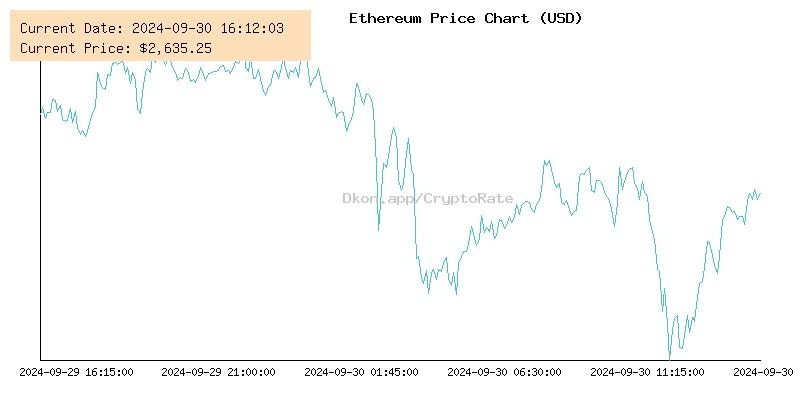 Ethereum Price Chart (USD)
Current Date: 2024-09-30 16:12:03
Current Price: $2,635.25
Dkon.app/CryptoRate
2024-09-29 16:15:00 2024-09-29 21:00:00 2024-09-30 01:45:00 2024-09-30 06:30:00 2024-09-30 11:15:00 2024-09-30